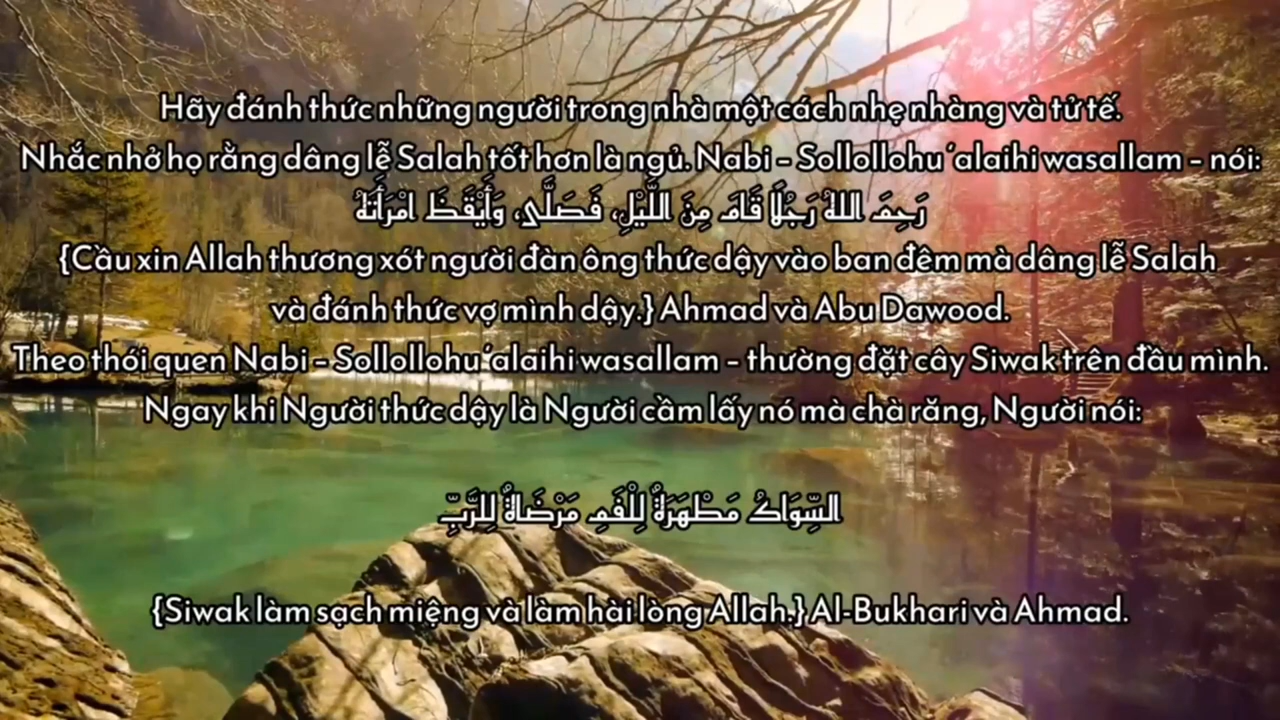 Hãy đánh thức những người trong nhà một cách nhẹ nhàng và tử tế.
Nhắc nhở họ rằng dâng lễ Salah tốt hơn là ngủ. Nabi – Sollollohu ‘alaihi wasallam – nói:
رَحِمَ اللهُ رَجُلًا قَامَ مِنَ اللَّيْلِ، فَصَلَّى، وَأَيْقَظَ امْرَأَتَهُ
{Cầu xin Allah thương xót người đàn ông thức dậy vào ban đêm mà dâng lễ Salah
và đánh thức vợ mình dậy.} Ahmad và Abu Dawood.
Theo thói quen Nabi – Sollollohu ‘alaihi wasallam – thường đặt cây Siwak trên đầu mình.
Ngay khi Người thức dậy là Người cầm lấy nó mà chà răng, Người nói:
السِّوَاكُ مَطْهَرَةٌ لِلْفَمِ مَرْضَاةٌ لِلرَّبِّ
{Siwak làm sạch miệng và làm hài lòng Allah.} Al-Bukhari và Ahmad.